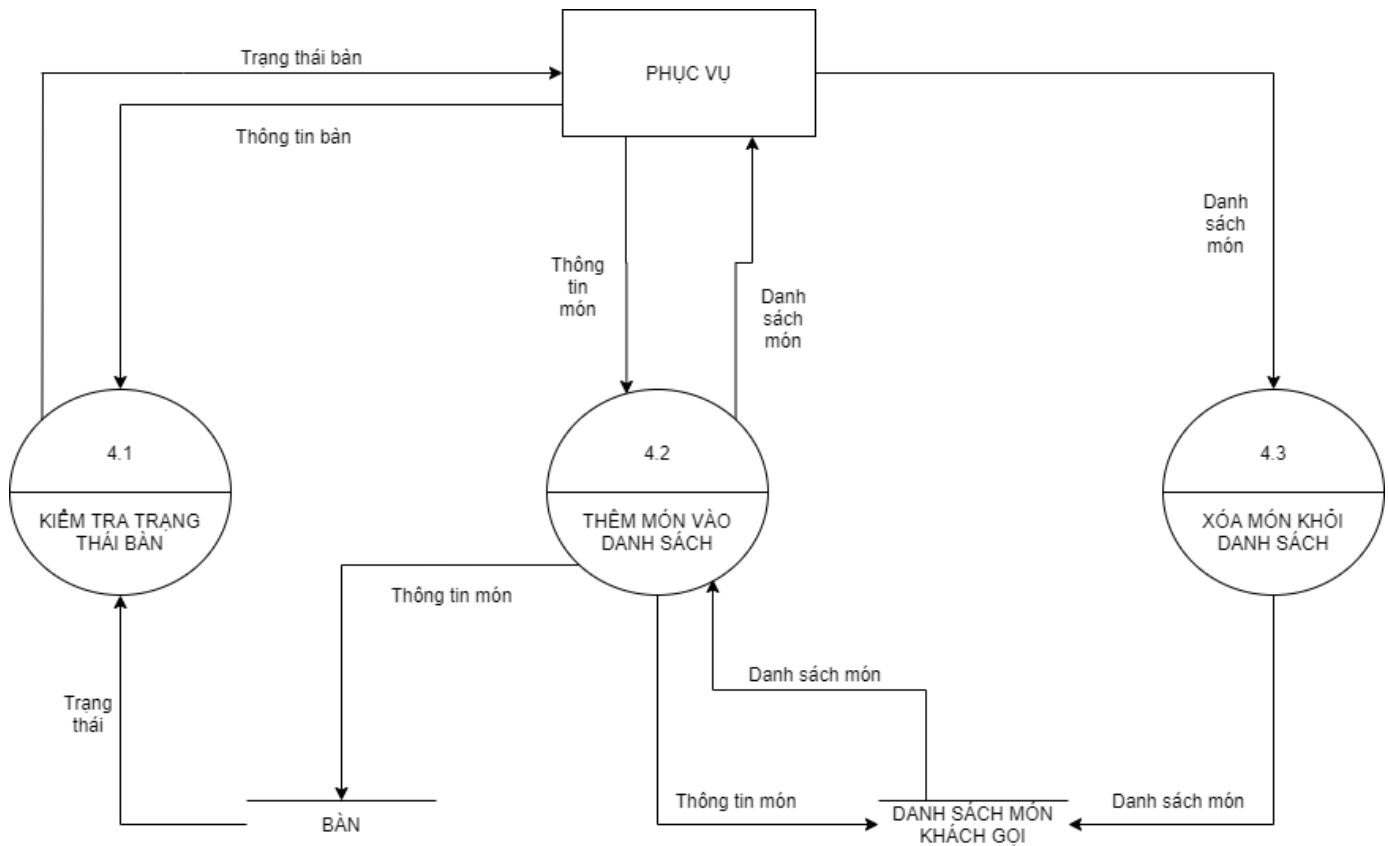 Trạng thái bàn
PHỤC VỤ
Thông tin bàn
Danh
sách
món
Thông
tin
món
Danh
sách
món
4.1
KIỂM TRA TRẠNG
THÁI BÀN
4.2
THÊM MÓN VÀO
DANH SÁCH
4.3
XÓA MÓN KHỎI
DANH SÁCH
Thông tin món
Danh sách món
Trạng
thái
BÀN
Thông tin món
DANH SÁCH MÓN
KHÁCH GỌI
Danh sách món